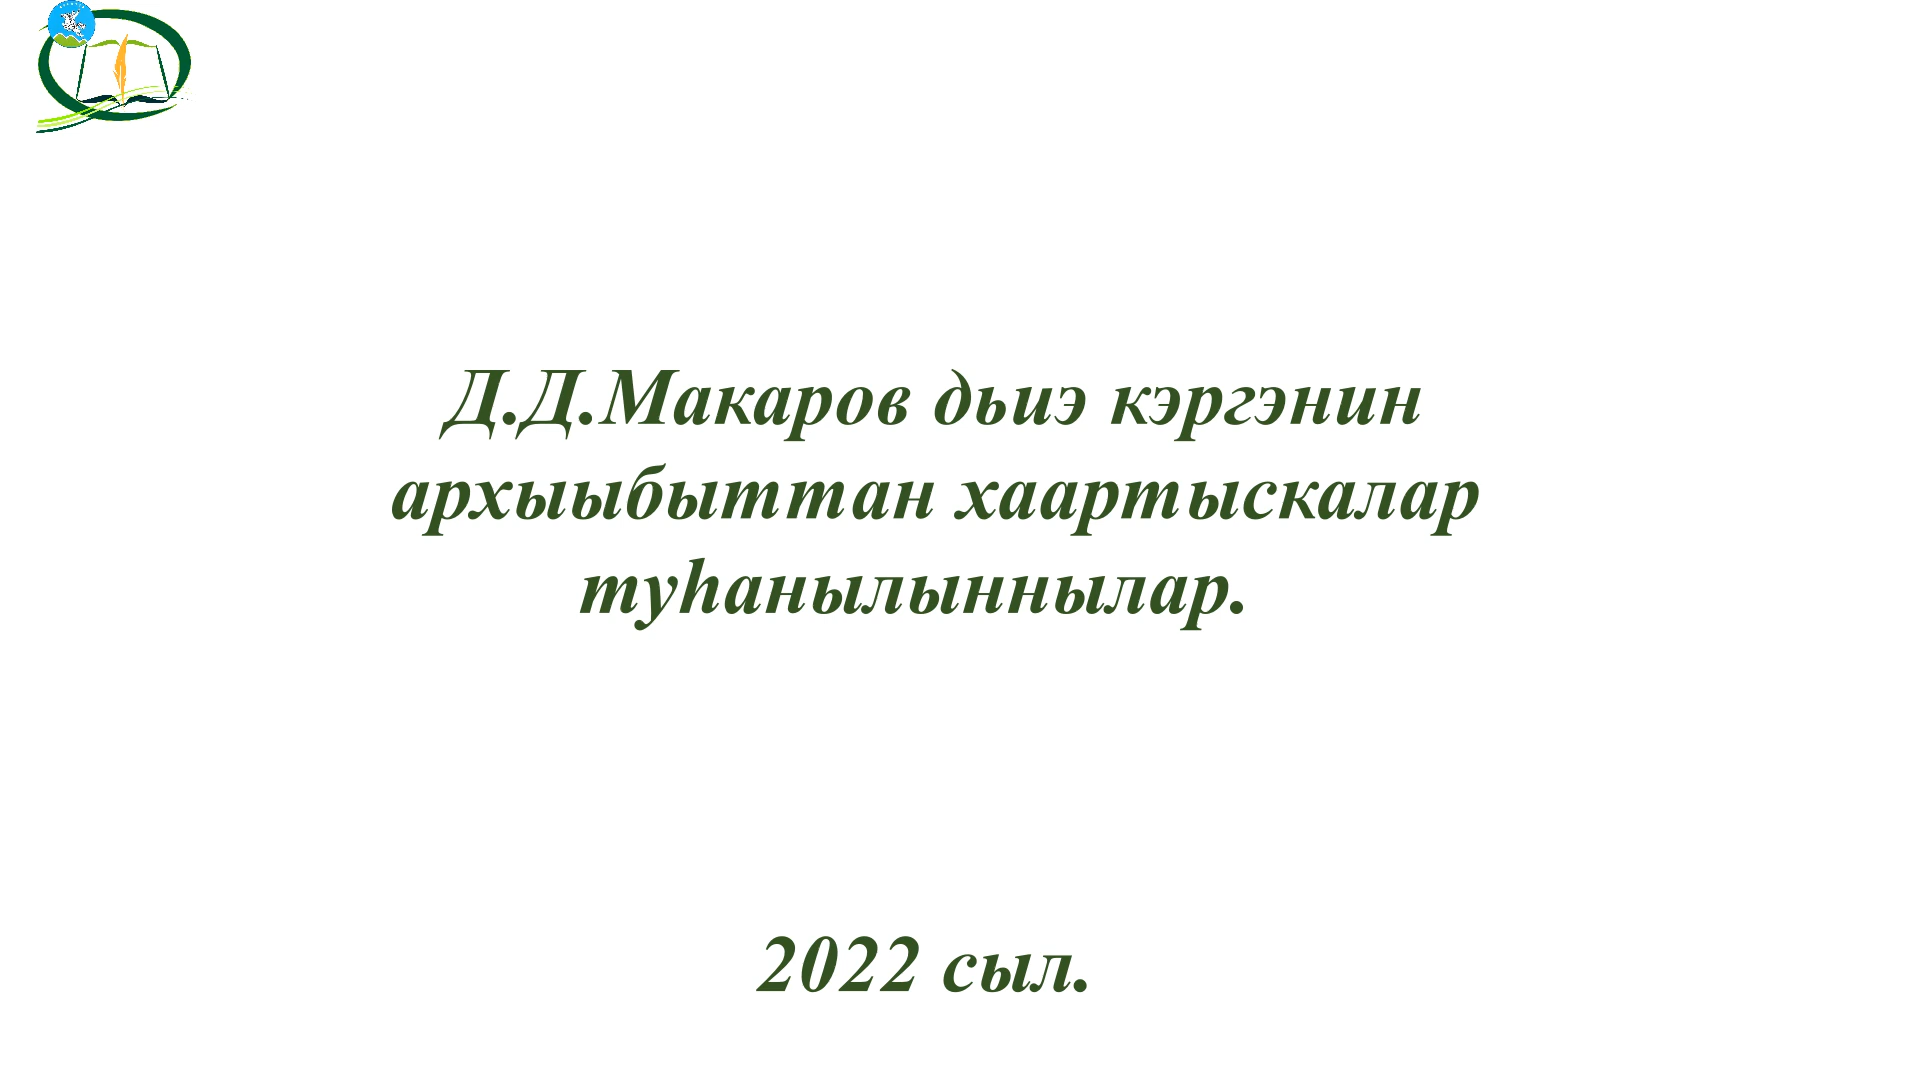 Д.Д.Макаров дьиэ кэргэнин
архыыбыттан хаартыскалар
туһанылыннылар.
2022 сыл.